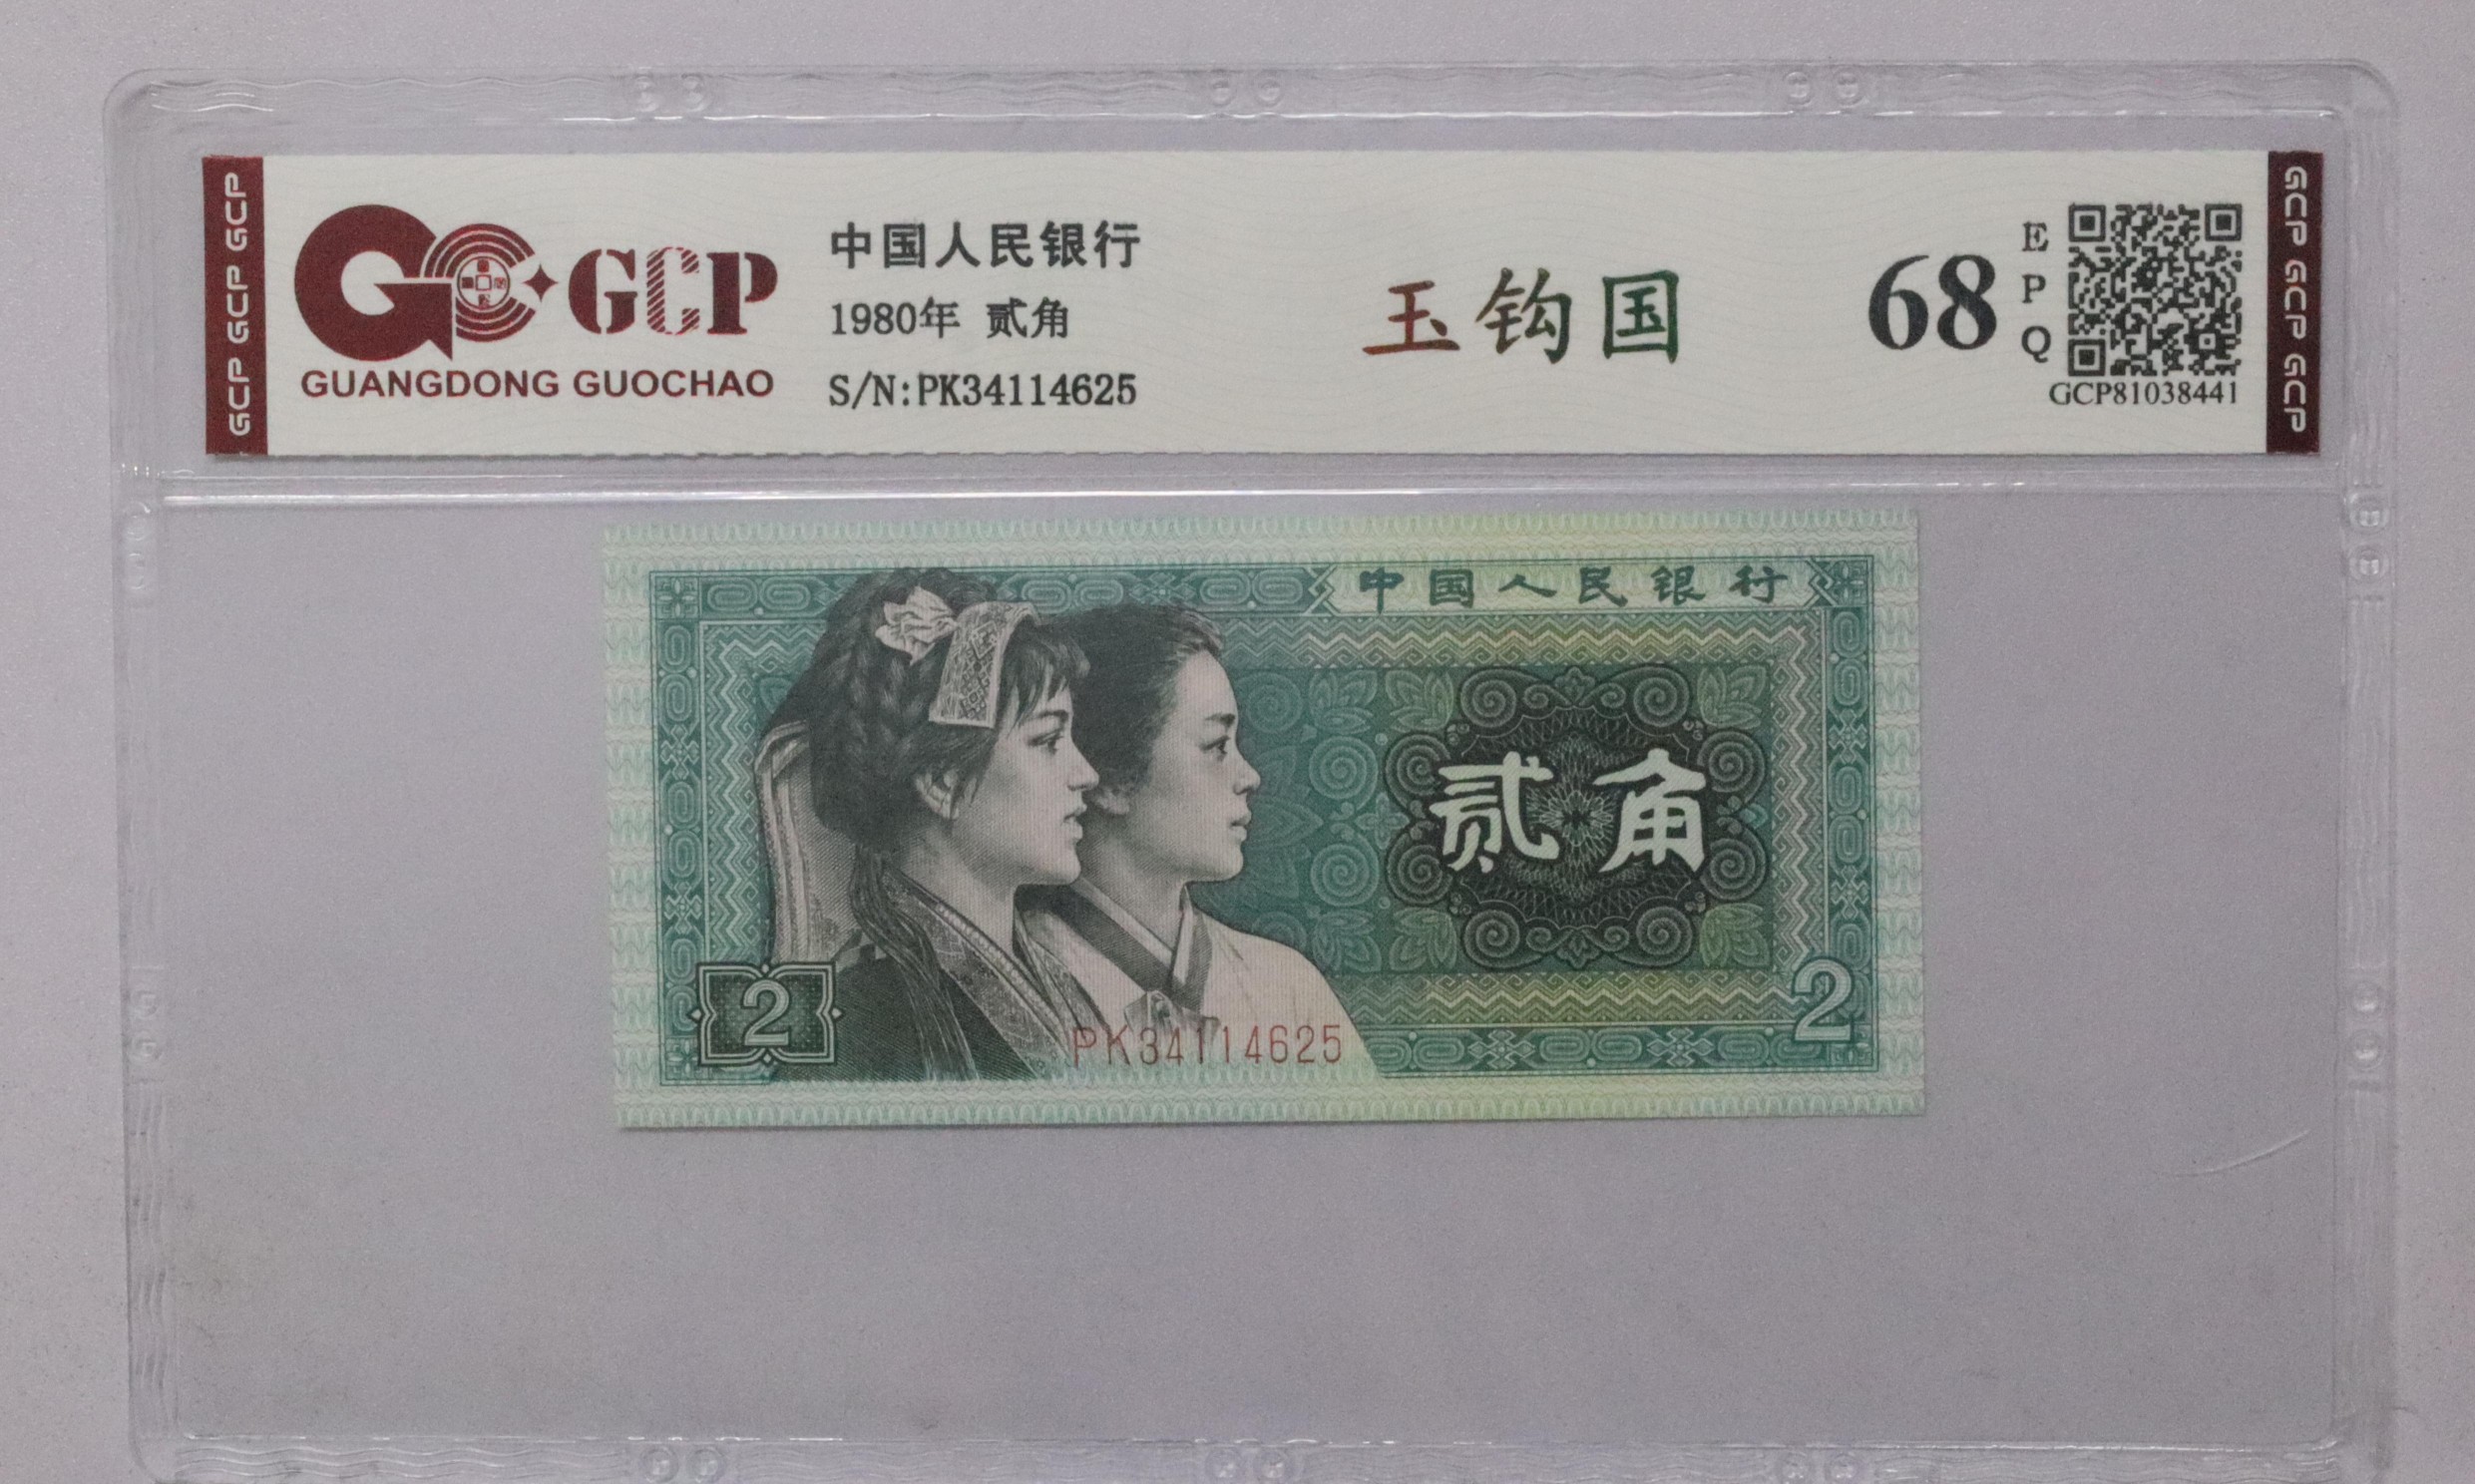 GCP GCP GCP
GCP
GUANGDONG GUOCHAO
中国人民银行
1980年 贰角
S/N:PK34114625
玉钩国
68
E
P
Q
GCP81038441
GCP GCP GCP
中国人民银行
贰角
2
2
PK34114625